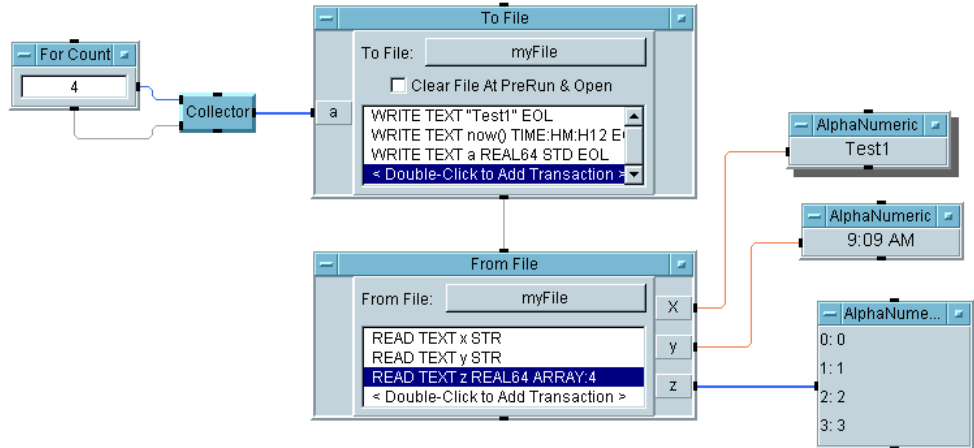 To File
For Count
4
Collector
To File:
myFile
Clear File At PreRun & Open
a
WRITE TEXT "Test1" EOL
WRITE TEXT now() TIME:HM:H12 EO
WRITE TEXT a REAL64 STD EOL
< Double-Click to Add Transaction >
AlphaNumeric
Test1
AlphaNumeric
9:09 AM
From File
From File:
myFile
X
y
z
READ TEXT x STR
READ TEXT y STR
READ TEXT z REAL64 ARRAY:4
< Double-Click to Add Transaction >
AlphaNume...
0: 0
1: 1
2: 2
3: 3